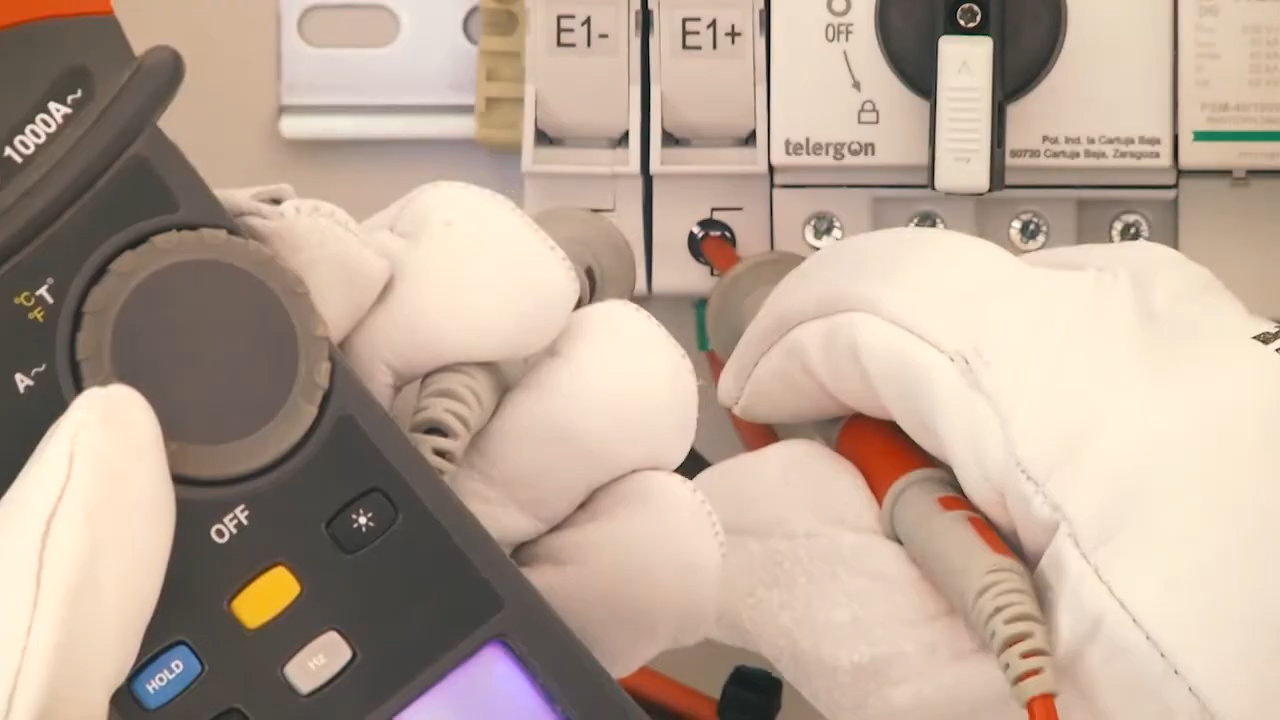 1000A~
°C
°F
T°
A~
OFF
HOLD
Hz
E1-
E1+
OFF
telergon
Pol. Ind. la Cartuja Baja
50720 Cartuja Baja, Zaragoza